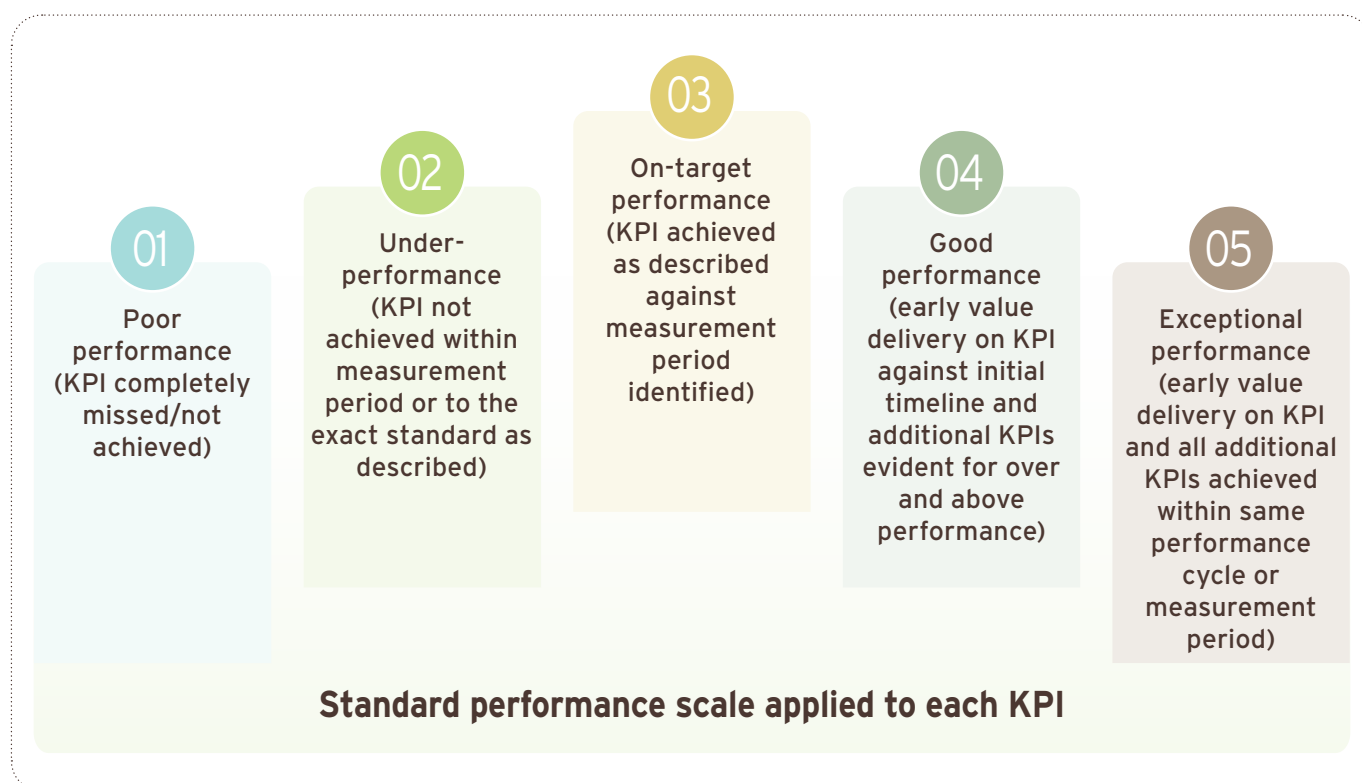 01
Poor
performance
(KPI completely
missed/not
achieved)
02
Under-
performance
(KPI not
achieved within
measurement
period or to the
exact standard as
described)
03
On-target
performance
(KPI achieved
as described
against
measurement
period
identified)
04
Good
performance
(early value
delivery on KPI
against initial
timeline and
additional KPIs
evident for over
and above
performance)
05
Exceptional
performance
(early value
delivery on KPI
and all additional
KPIs achieved
within same
performance
cycle or
measurement
period)
Standard performance scale applied to each KPI